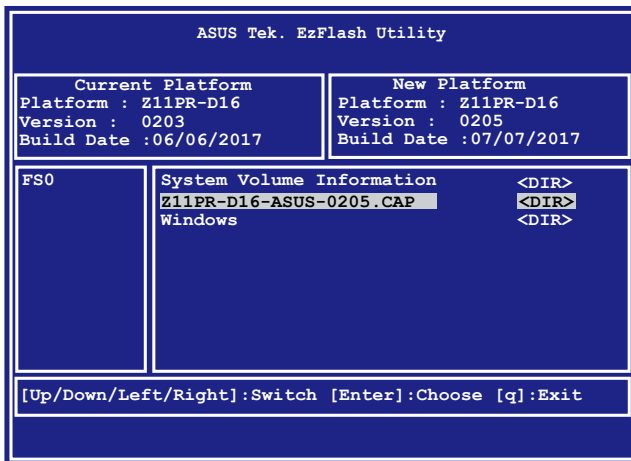 ASUS Tek. EzFlash Utility
Current Platform
Platform : Z11PR-D16
Version : 0203
Build Date :06/06/2017
New Platform
Platform : Z11PR-D16
Version : 0205
Build Date :07/07/2017
FS0
System Volume Information <DIR>
Z11PR-D16-ASUS-0205.CAP <DIR>
Windows <DIR>
[Up/Down/Left/Right]:Switch [Enter]:Choose [q]:Exit